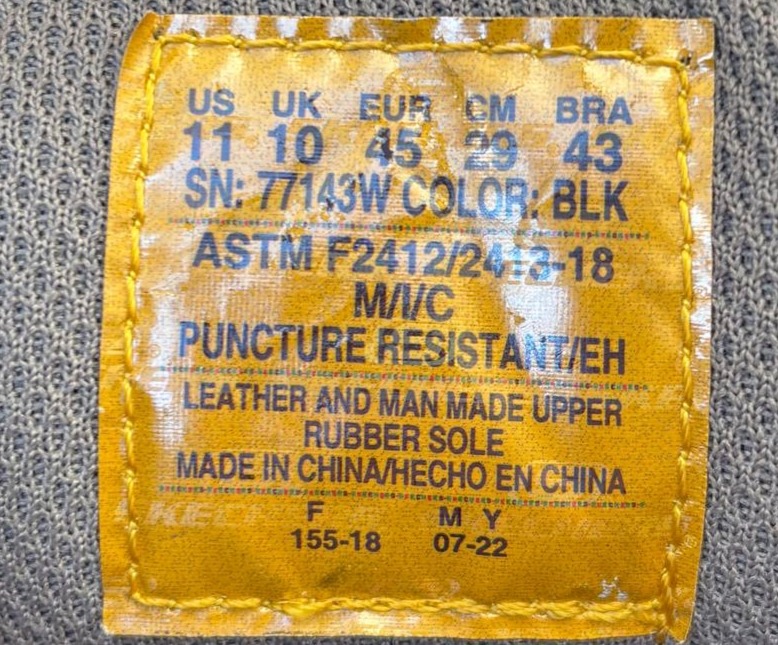 US UK EUR CM BRA
11 10 45 29 43
SN: 77143W COLOR: BLK
ASTM F2412/2413-18
M/I/C
PUNCTURE RESISTANT/EH
LEATHER AND MAN MADE UPPER
RUBBER SOLE
MADE IN CHINA/HECHO EN CHINA
F M Y
155-18 07-22